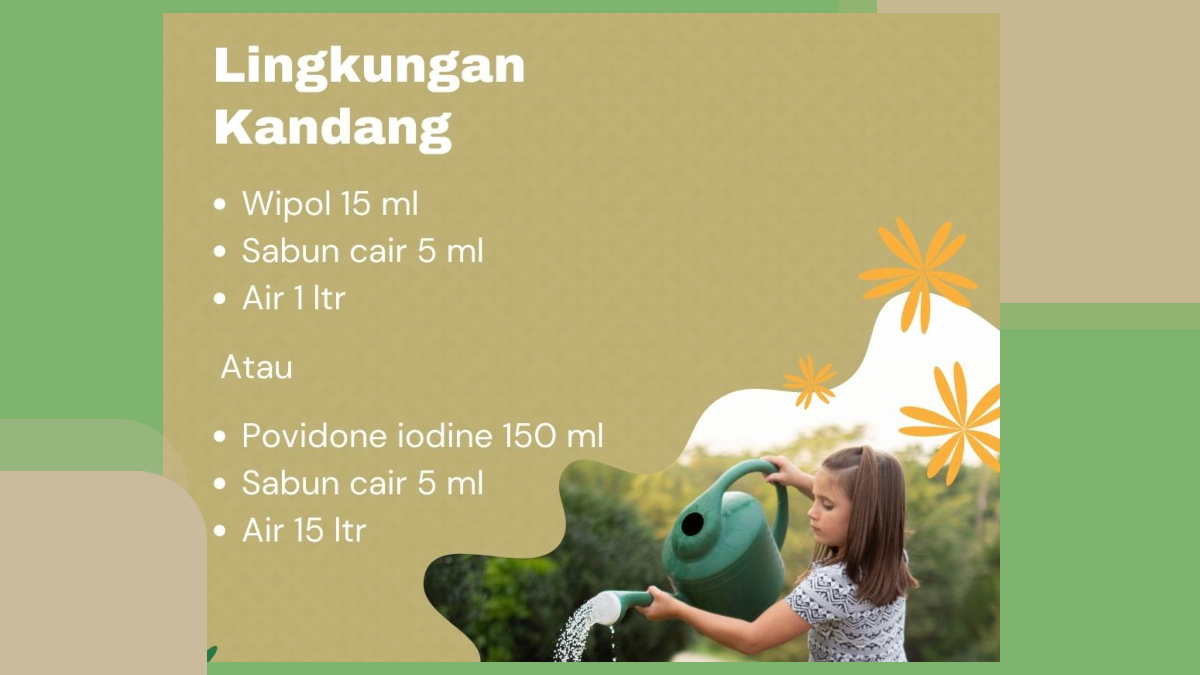 Lingkungan
Kandang
• Wipol 15 ml
• Sabun cair 5 ml
• Air 1 ltr
Atau
• Povidone iodine 150 ml
• Sabun cair 5 ml
• Air 15 ltr